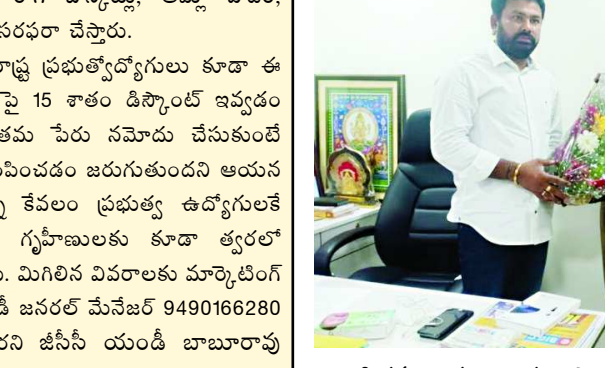 సరఫరా చేస్తారు.
ప్రభుత్వోద్యోగులు కూడా ఈ
పై 15 శాతం డిస్కౌంట్ ఇవ్వడం
తమ పేరు నమోదు చేసుకుంటే
పించడం జరుగుతుందని ఆయన
కేవలం ప్రభుత్వ ఉద్యోగులకే
గృహిణులకు కూడా త్వరలో
మిగిలిన వివరాలకు మార్కెటింగ్
జనరల్ మేనేజర్ 9490166280
రని జీసీసీ యండీ బాబూరావు